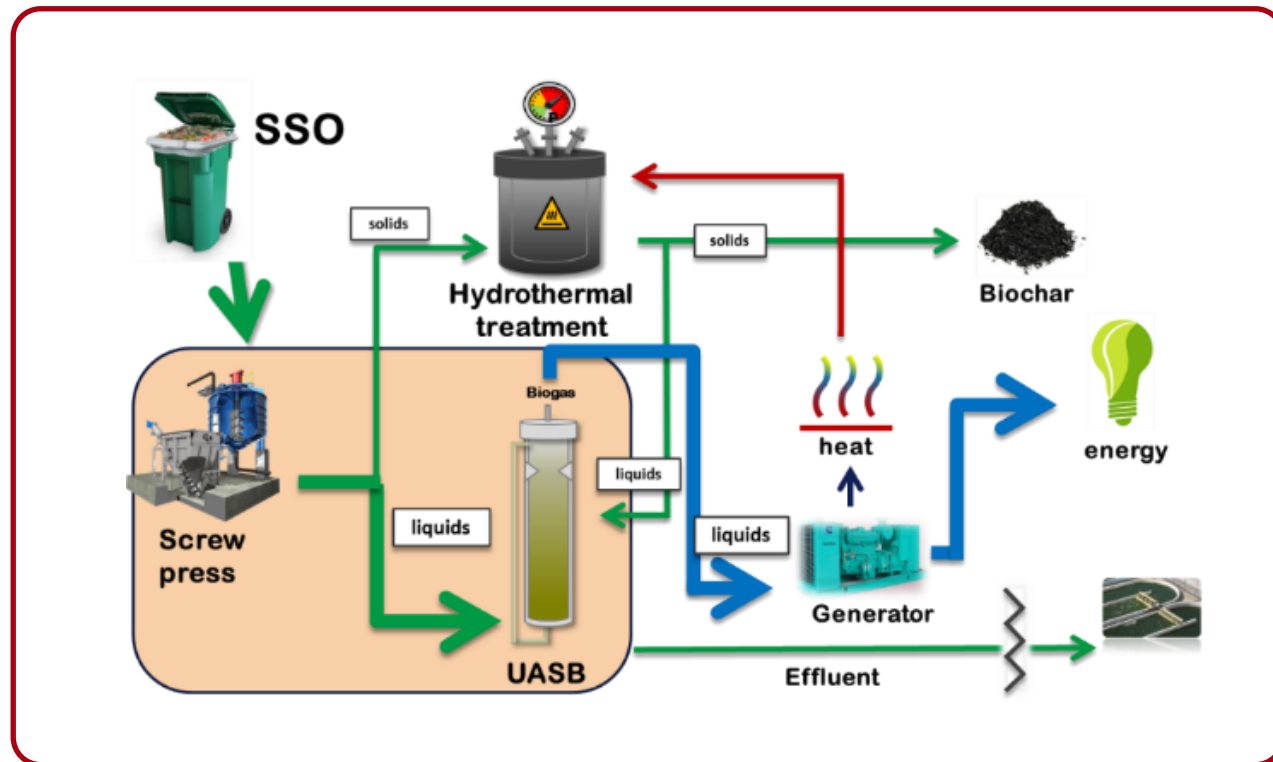 SSO
solids
solids
Hydrothermal
treatment
Biochar
Biogas
heat
energy
liquids
liquids
liquids
Screw
press
Generator
UASB
Effluent